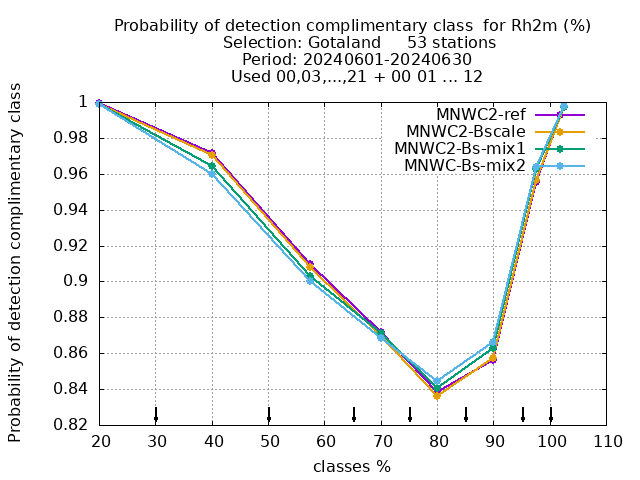 Probability of detection complimentary class  for Rh2m (%)
Selection: Gotaland     53 stations
Period: 20240601-20240630
Used 00,03,...,21 + 00 01 ... 12
Probability of detection complimentary class
1
0.98
0.96
0.94
0.92
0.9
0.88
0.86
0.84
0.82
MNWC2-ref
MNWC2-Bscale
MNWC2-Bs-mix1
MNWC-Bs-mix2
20 30 40 50 60 70 80 90 100 110
classes %